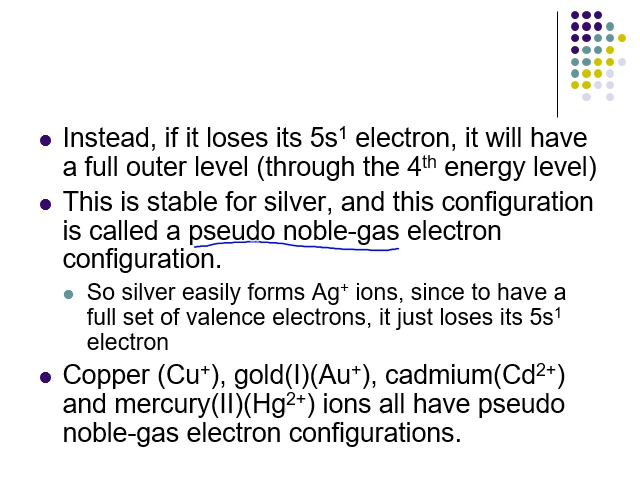 Instead, if it loses its 5s¹ electron, it will have
a full outer level (through the 4ᵗʰ energy level)
This is stable for silver, and this configuration
is called a pseudo noble-gas electron
configuration.
So silver easily forms Ag⁺ ions, since to have a
full set of valence electrons, it just loses its 5s¹
electron
Copper (Cu⁺), gold(I)(Au⁺), cadmium(Cd²⁺)
and mercury(II)(Hg²⁺) ions all have pseudo
noble-gas electron configurations.